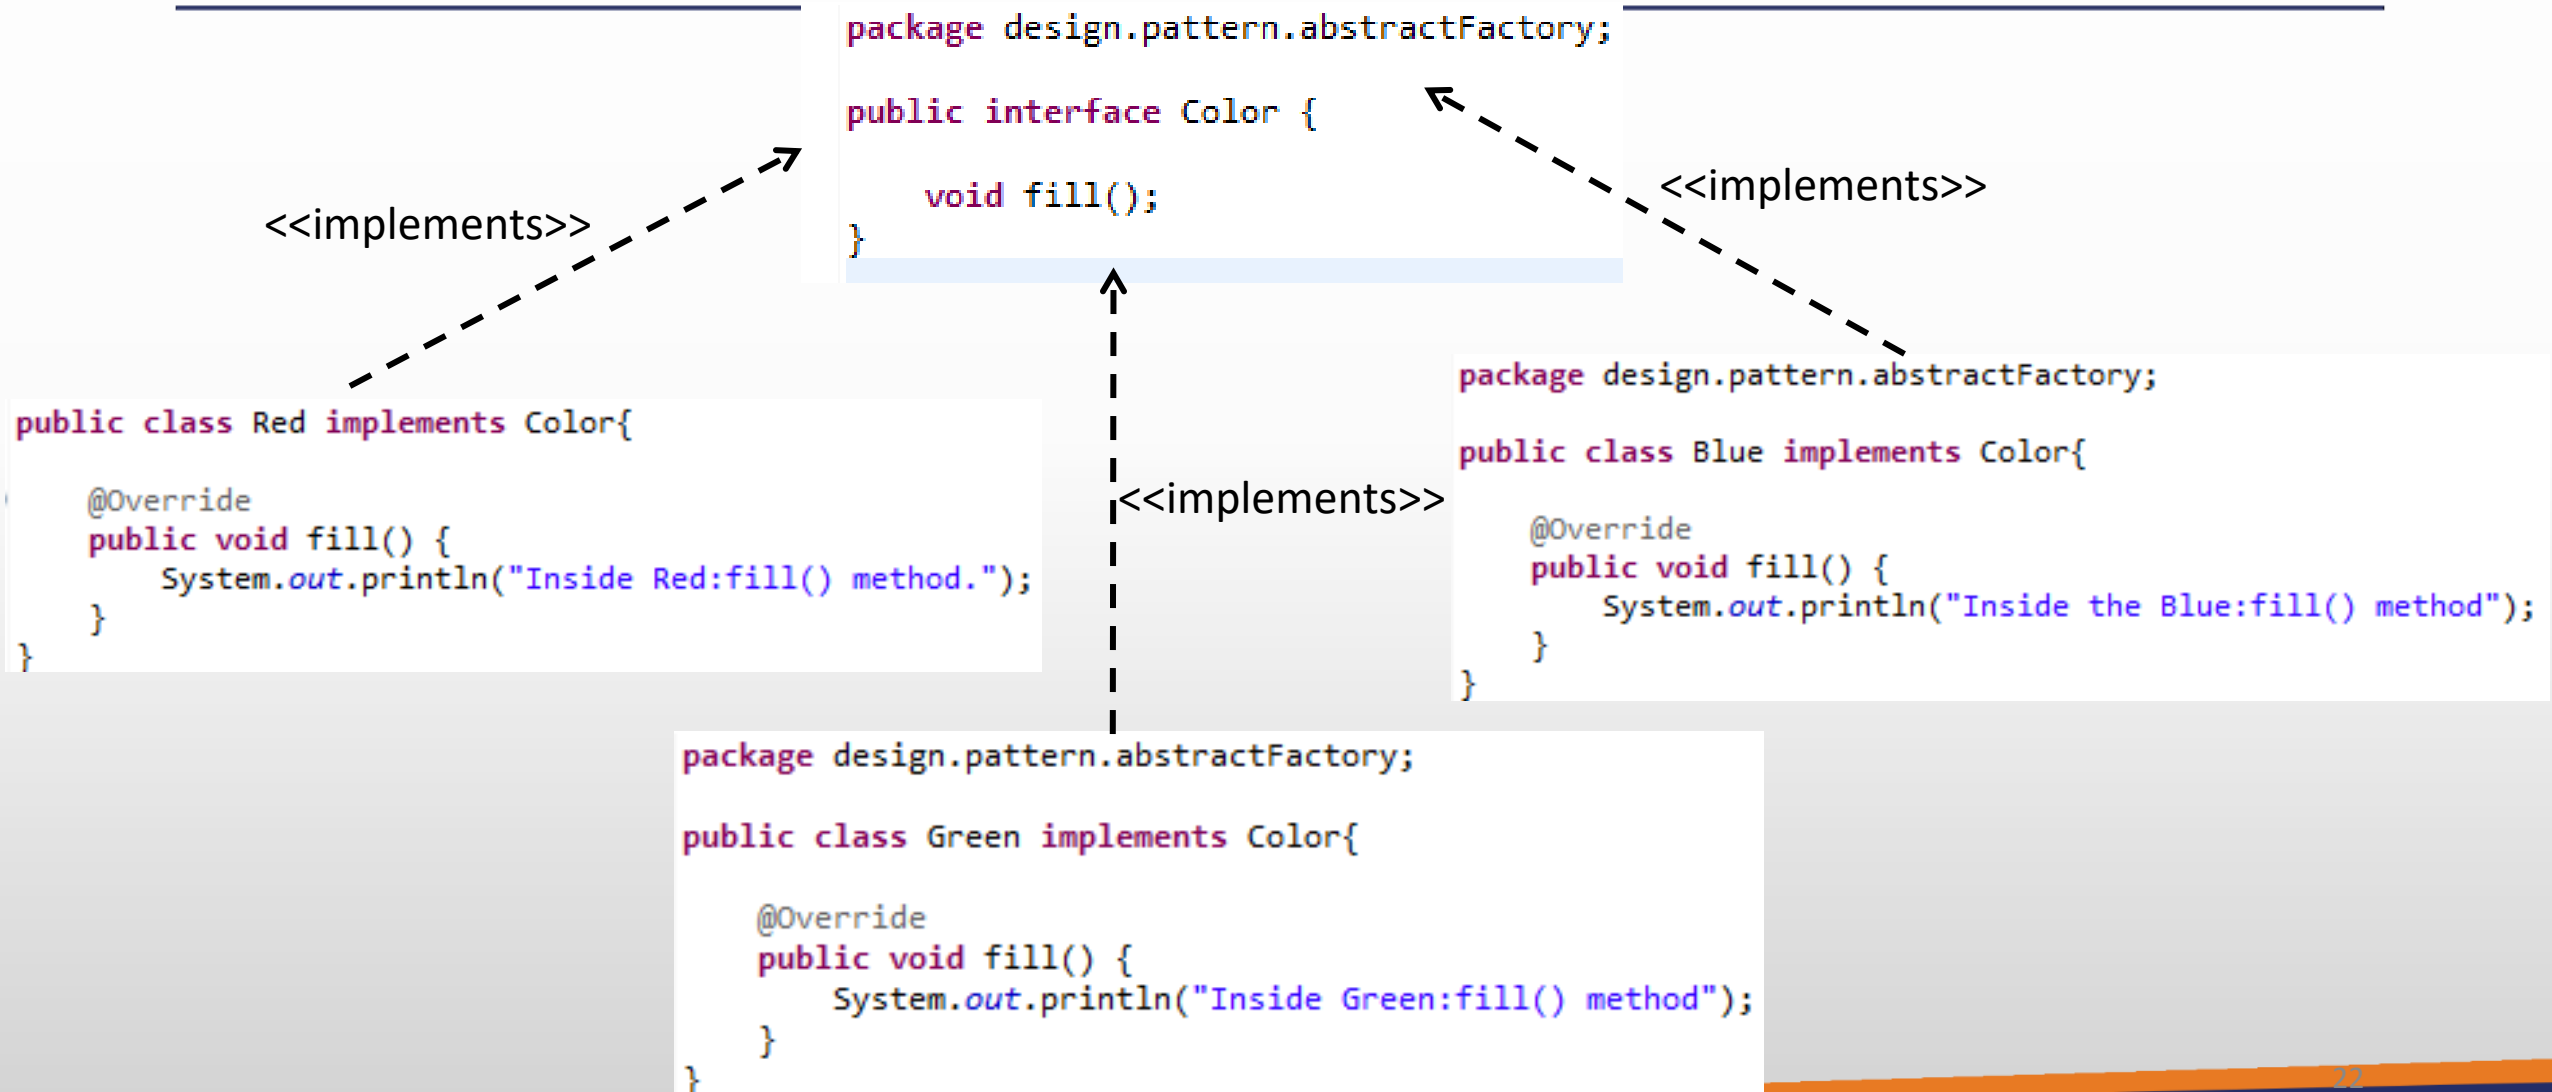 package design.pattern.abstractFactory;
public interface Color {
void fill();
}
<<implements>>
<<implements>>
<<implements>>
public class Red implements Color{
@Override
public void fill() {
System.out.println("Inside Red:fill() method.");
}
}
package design.pattern.abstractFactory;
public class Blue implements Color{
@Override
public void fill() {
System.out.println("Inside the Blue:fill() method");
}
}
package design.pattern.abstractFactory;
public class Green implements Color{
@Override
public void fill() {
System.out.println("Inside Green:fill() method");
}
}
22